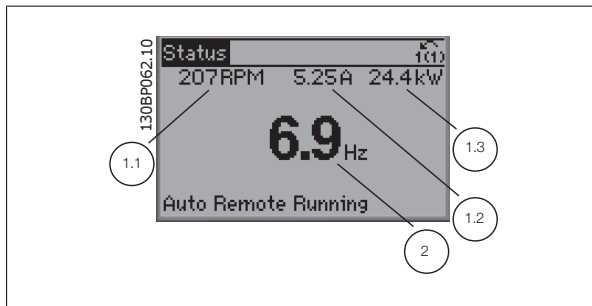 130BP062.10
Status 1(1)
207RPM 5.25A 24.4kW
6.9Hz
Auto Remote Running
1.1
1.3
1.2
2